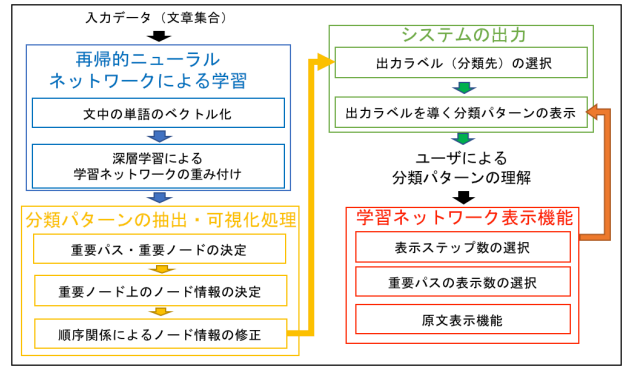 入力データ（文章集合）
再帰的ニューラル
ネットワークによる学習
文中の単語のベクトル化
深層学習による
学習ネットワークの重み付け
分類パターンの抽出・可視化処理
重要パス・重要ノードの決定
重要ノード上のノード情報の決定
順序関係によるノード情報の修正
システムの出力
出力ラベル（分類先）の選択
出力ラベルを導く分類パターンの表示
ユーザによる
分類パターンの理解
学習ネットワーク表示機能
表示ステップ数の選択
重要パスの表示数の選択
原文表示機能